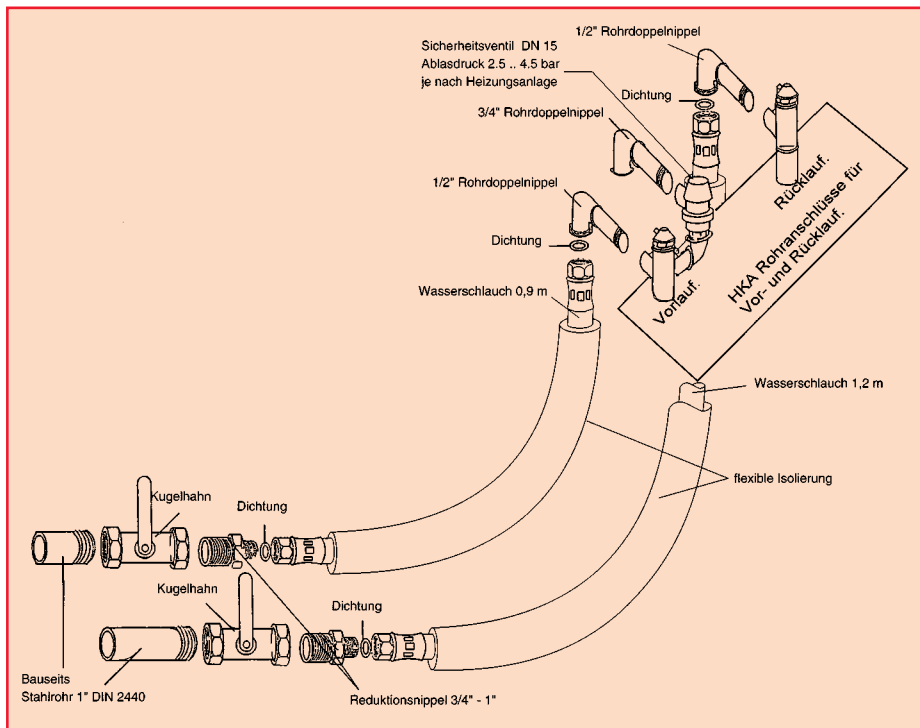 1/2" Rohrdoppelnippel
Sicherheitsventil DN 15
Ablasdruck 2.5 .. 4.5 bar
je nach Heizungsanlage
Dichtung
3/4" Rohrdoppelnippel
1/2" Rohrdoppelnippel
Rücklauf.
HKA Rohranschlüsse für
Vor- und Rücklauf.
Dichtung
Vorlauf.
Wasserschlauch 0,9 m
Wasserschlauch 1,2 m
flexible Isolierung
Kugelhahn
Dichtung
Kugelhahn
Dichtung
Bauseits
Stahlrohr 1" DIN 2440
Reduktionsnippel 3/4" - 1"